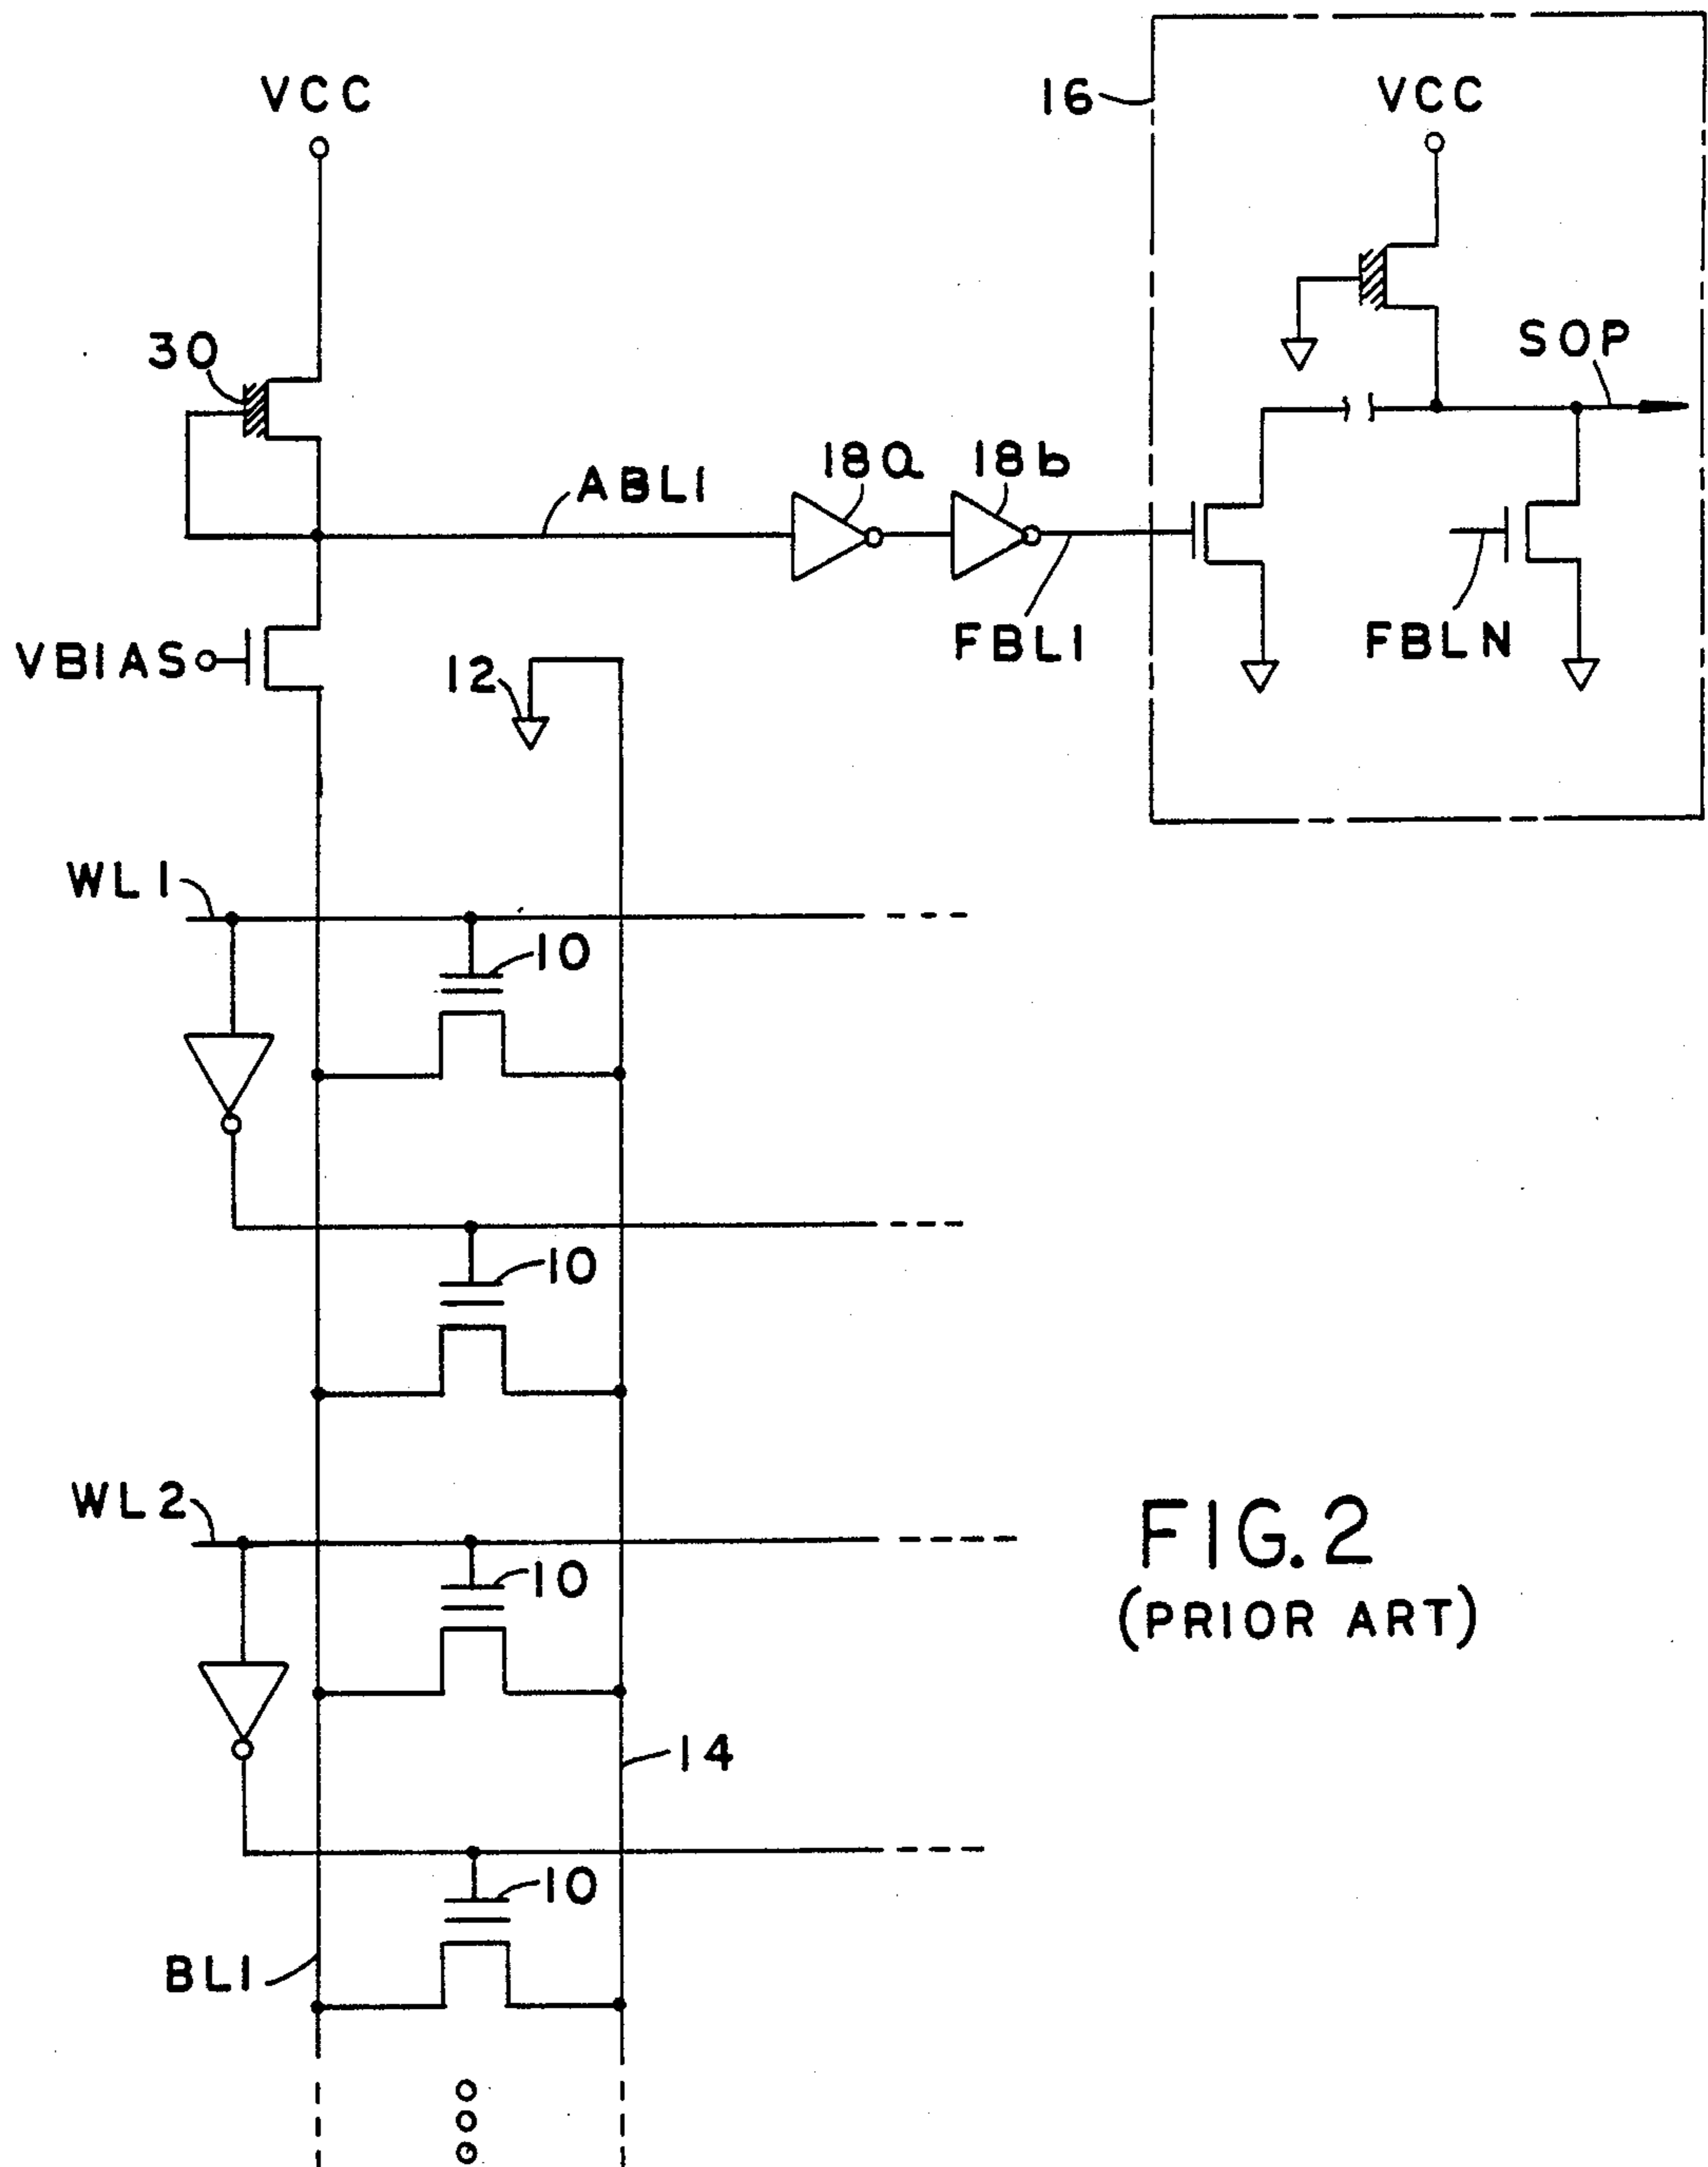 VCC
16
VCC
30
SOP
ABL1
18a
18b
VBIAS
12
FBL1
FBLN
WL1
10
10
WL2
10
FIG. 2
(PRIOR ART)
14
10
BL1